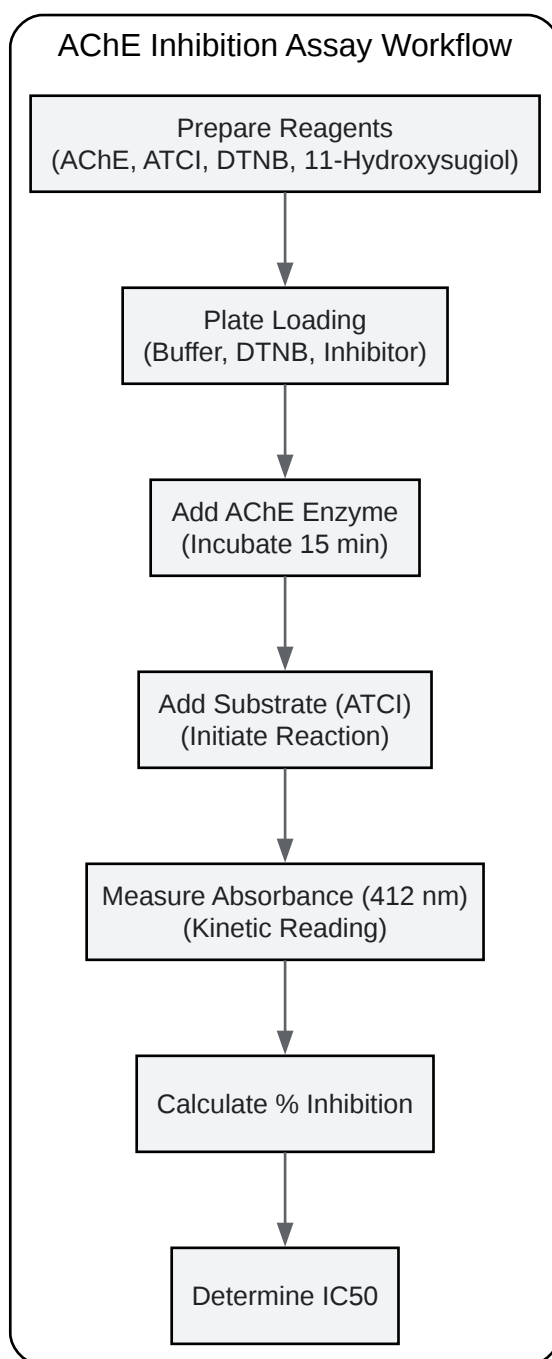 AChE Inhibition Assay Workflow
Prepare Reagents
(AChE, ATCI, DTNB, 11-Hydroxysugiol)
Plate Loading
(Buffer, DTNB, Inhibitor)
Add AChE Enzyme
(Incubate 15 min)
Add Substrate (ATCI)
(Initiate Reaction)
Measure Absorbance (412 nm)
(Kinetic Reading)
Calculate % Inhibition
Determine IC50